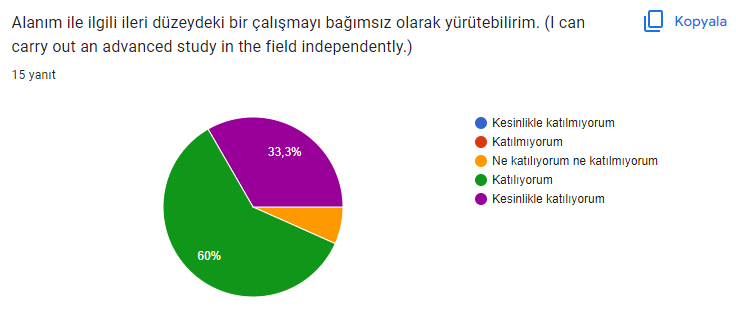 Alanım ile ilgili ileri düzeydeki bir çalışmayı bağımsız olarak yürütebilirim. (I can
carry out an advanced study in the field independently.)
Kopyala
15 yanıt
33,3%
60%
Kesinlikle katılmıyorum
Katılmıyorum
Ne katılıyorum ne katılmıyorum
Katılıyorum
Kesinlikle katılıyorum